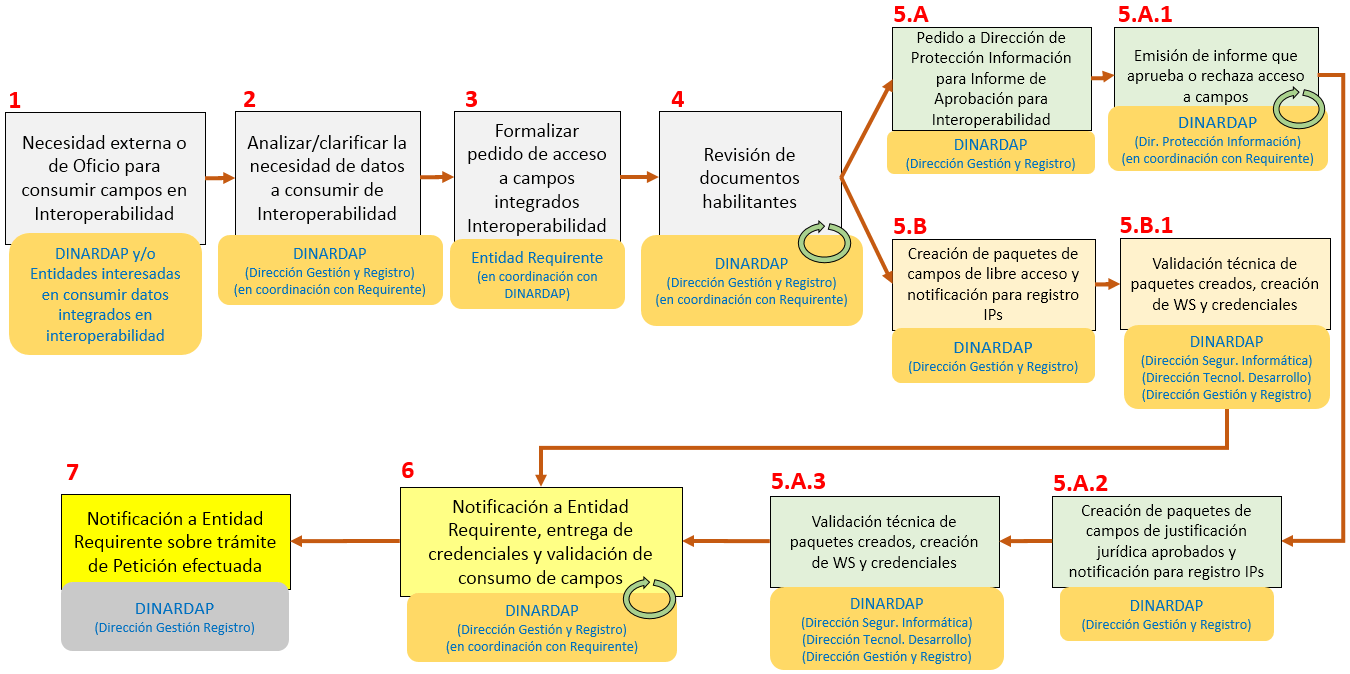 1
Necesidad externa o
de Oficio para
consumir campos en
Interoperabilidad
DINARDAP y/o
Entidades interesadas
en consumir datos
integrados en
interoperabilidad
2
Analizar/clarificar la
necesidad de datos
a consumir de
Interoperabilidad
DINARDAP
(Dirección Gestión y Registro)
(en coordinación con Requirente)
3
Formalizar
pedido de acceso
a campos
integrados
Interoperabilidad
Entidad Requirente
(en coordinación con
DINARDAP)
4
Revisión de
documentos
habilitantes
DINARDAP
(Dirección Gestión y Registro)
(en coordinación con Requirente)
5.A
Pedido a Dirección de
Protección Información
para Informe de
Aprobación para
Interoperabilidad
DINARDAP
(Dirección Gestión y Registro)
5.A.1
Emisión de informe que
aprueba o rechaza acceso
a campos
DINARDAP
(Dir. Protección Información)
(en coordinación con Requirente)
5.B
Creación de paquetes de
campos de libre acceso y
notificación para registro
IPs
DINARDAP
(Dirección Gestión y Registro)
5.B.1
Validación técnica de
paquetes creados, creación
de WS y credenciales
DINARDAP
(Dirección Segur. Informática)
(Dirección Tecnol. Desarrollo)
(Dirección Gestión y Registro)
7
Notificación a Entidad
Requirente sobre trámite
de Petición efectuada
DINARDAP
(Dirección Gestión Registro)
6
Notificación a Entidad
Requirente, entrega de
credenciales y validación de
consumo de campos
DINARDAP
(Dirección Gestión y Registro)
(en coordinación con Requirente)
5.A.3
Validación técnica de
paquetes creados, creación
de WS y credenciales
DINARDAP
(Dirección Segur. Informática)
(Dirección Tecnol. Desarrollo)
(Dirección Gestión y Registro)
5.A.2
Creación de paquetes de
campos de justificación
jurídica aprobados y
notificación para registro IPs
DINARDAP
(Dirección Gestión y Registro)